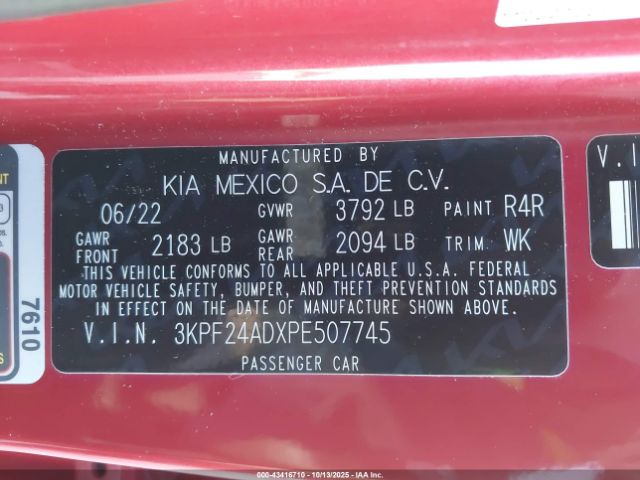 MANUFACTURED BY
KIA MEXICO S.A. DE C.V.
06/22 GVWR 3792 LB PAINT R4R
GAWR FRONT 2183 LB GAWR REAR 2094 LB TRIM WK
THIS VEHICLE CONFORMS TO ALL APPLICABLE U.S.A. FEDERAL
MOTOR VEHICLE SAFETY, BUMPER, AND THEFT PREVENTION STANDARDS
IN EFFECT ON THE DATE OF MANUFACTURE SHOWN ABOVE.
V.I.N. 3KPF24ADXPE507745
PASSENGER CAR
7610
V.I
000-43416710 - 10/13/2025 - IAAI, Inc.